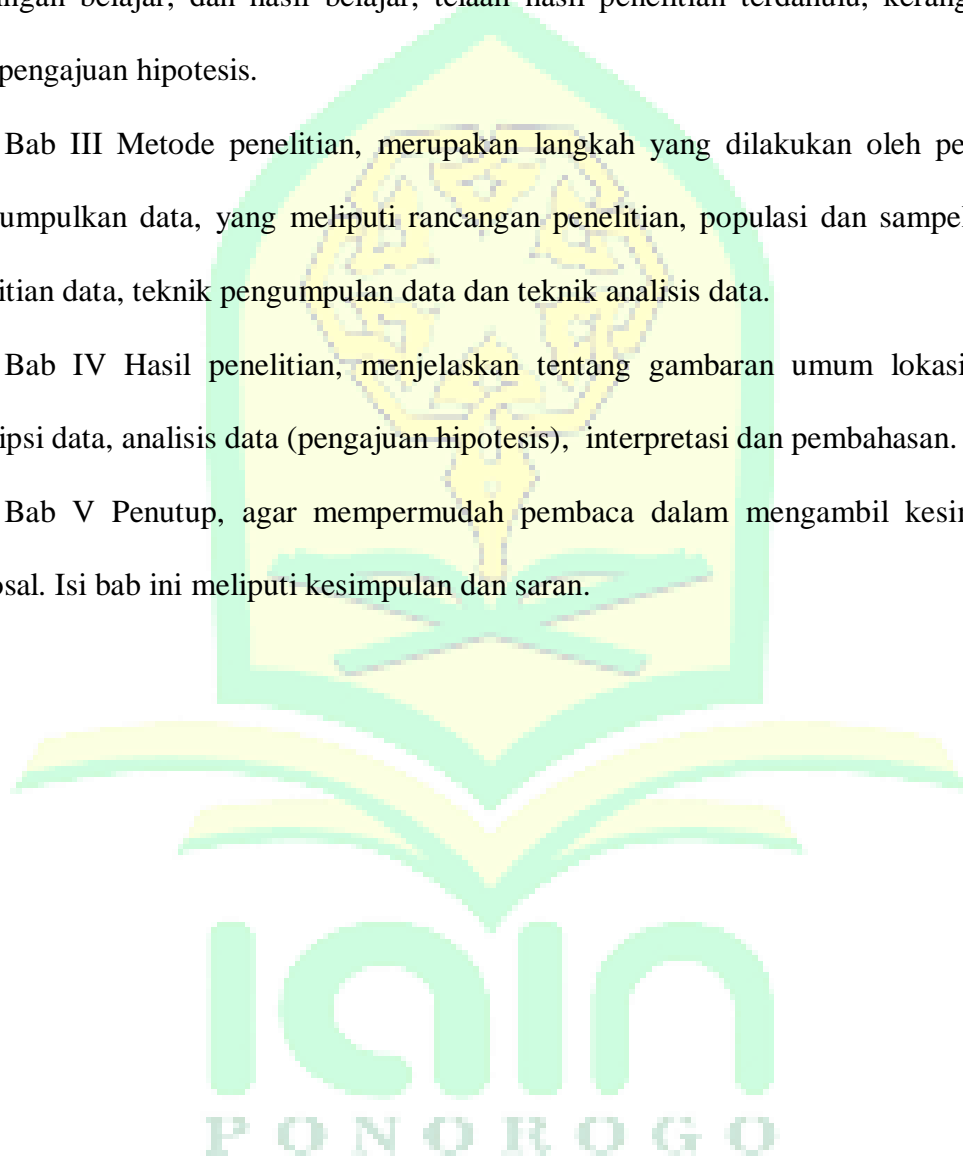 ngan belajar, dan hasil belajar, telaah hasil penelitian terdahulu, kerang
pengajuan hipotesis.
Bab III Metode penelitian, merupakan langkah yang dilakukan oleh pe
umpulkan data, yang meliputi rancangan penelitian, populasi dan sampel
itian data, teknik pengumpulan data dan teknik analisis data.
Bab IV Hasil penelitian, menjelaskan tentang gambaran umum lokasi
ipsi data, analisis data (pengajuan hipotesis), interpretasi dan pembahasan.
Bab V Penutup, agar mempermudah pembaca dalam mengambil kesin
osal. Isi bab ini meliputi kesimpulan dan saran.
iain
PONOROGO